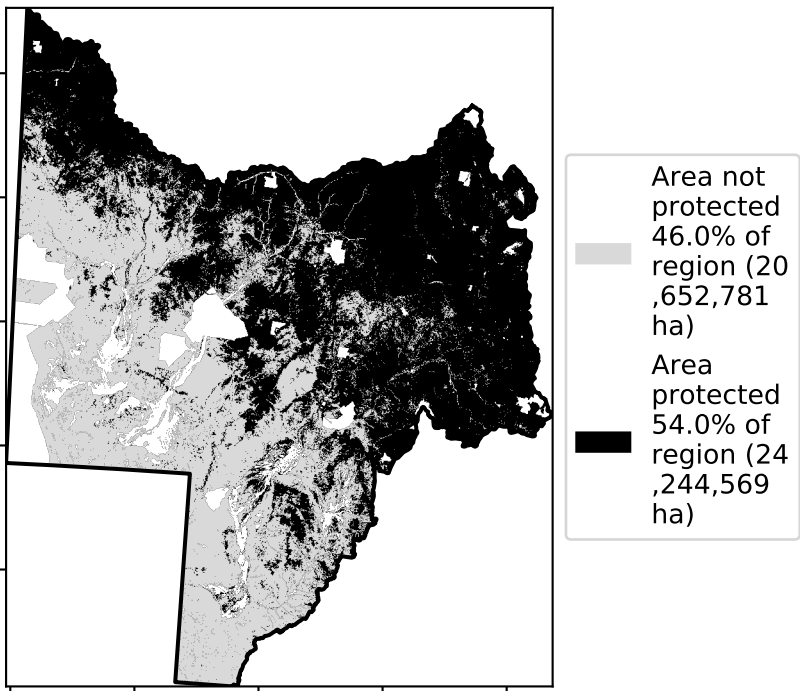 Area not
protected
46.0% of
region (20
,652,781
ha)
Area
protected
54.0% of
region (24
,244,569
ha)